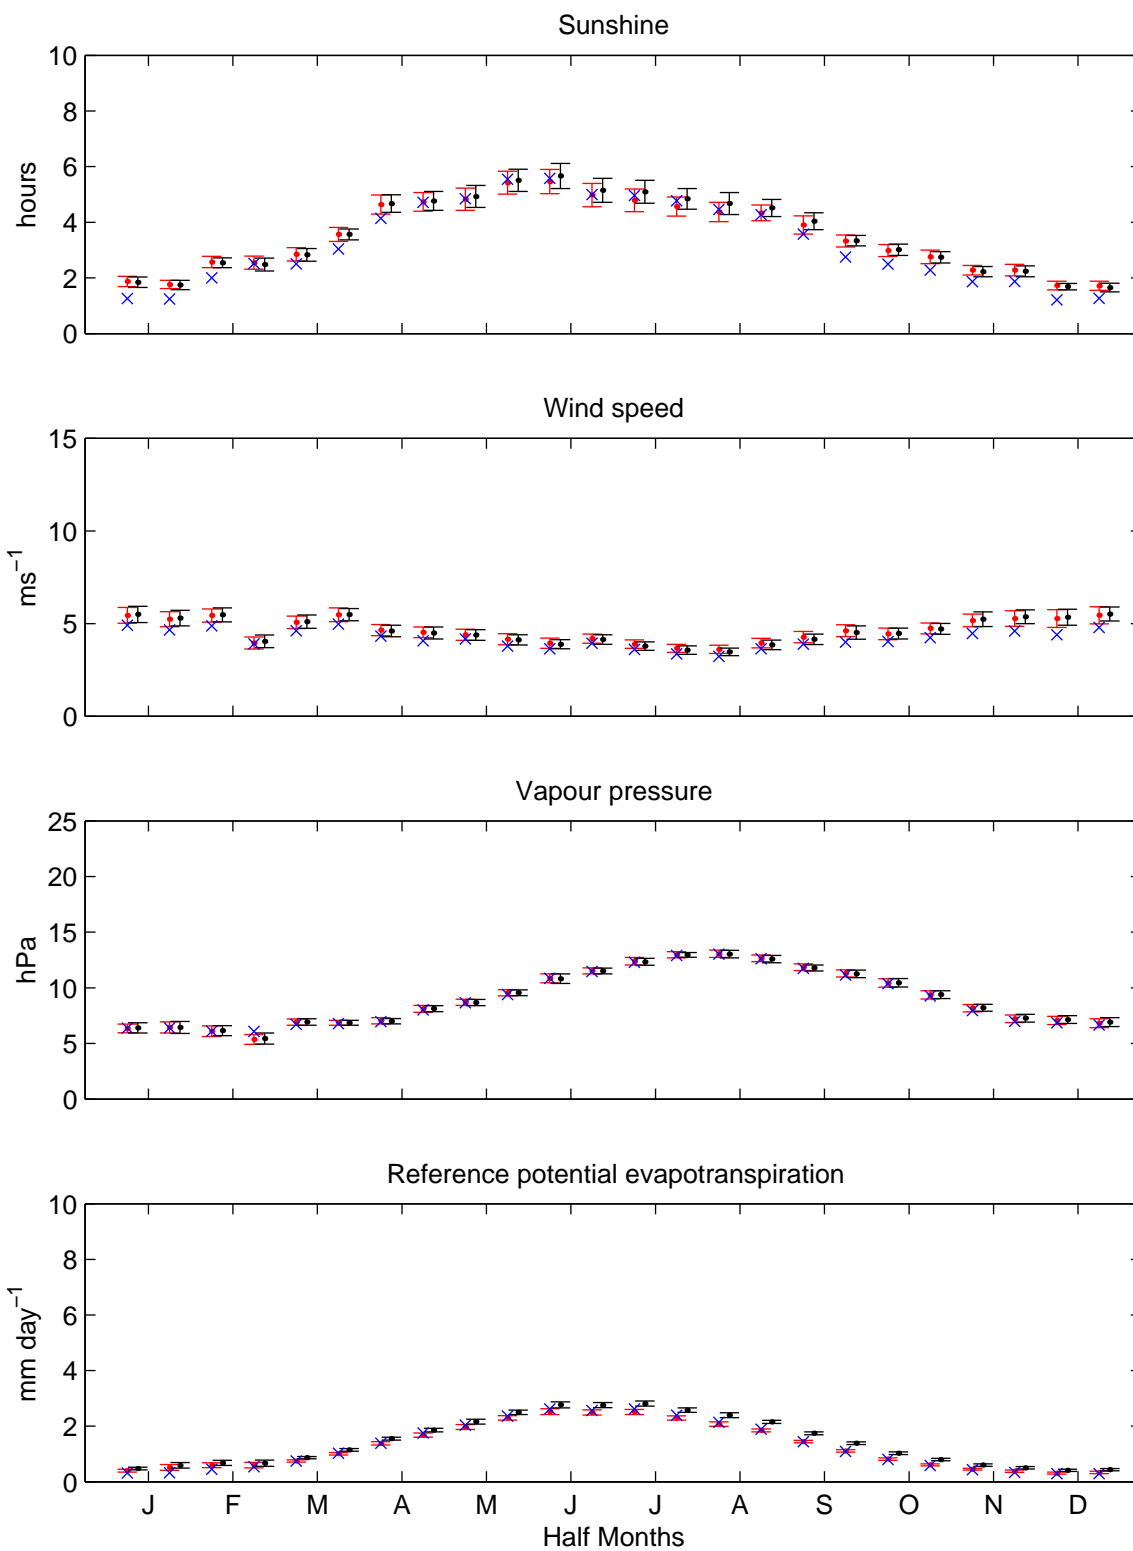 Sunshine
10
8
6
4
2
0
hours
Wind speed
15
10
5
0
ms⁻¹
Vapour pressure
25
20
15
10
5
0
hPa
Reference potential evapotranspiration
10
8
6
4
2
0
mm day⁻¹
J F M A M J J A S O N D
Half Months